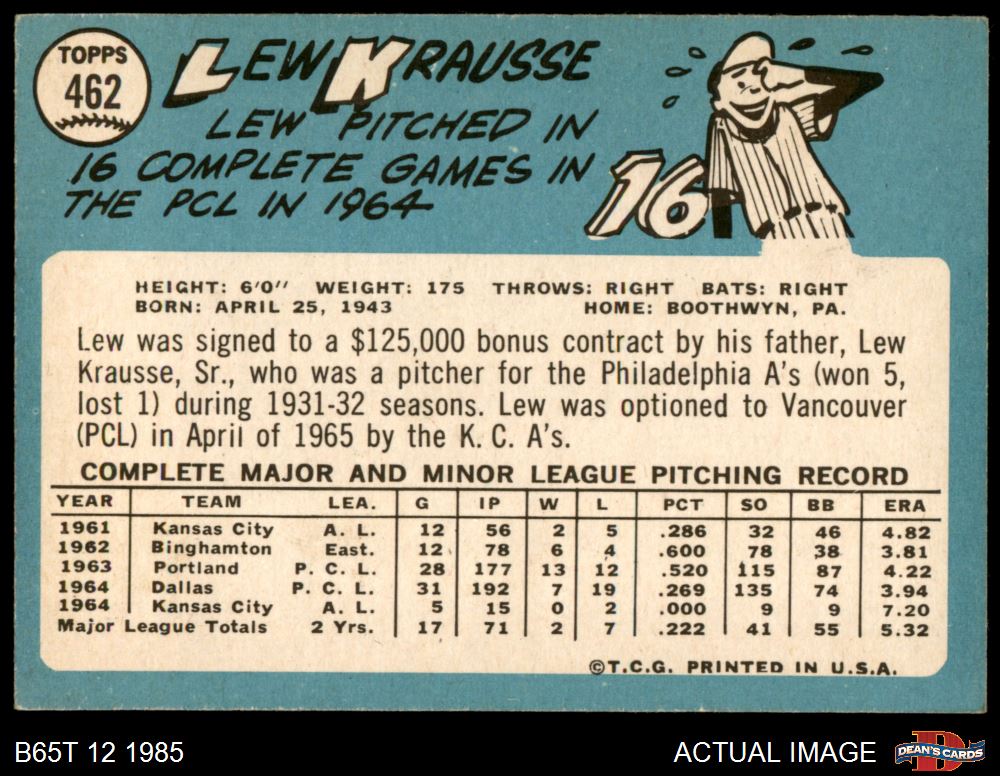 TOPPS
462
LEW KRAUSSE
LEW PITCHED IN
16 COMPLETE GAMES IN
THE PCL IN 1964
16
HEIGHT: 6'0" WEIGHT: 175 THROWS: RIGHT BATS: RIGHT
BORN: APRIL 25, 1943 HOME: BOOTHWYN, PA.
Lew was signed to a $125,000 bonus contract by his father, Lew
Krausse, Sr., who was a pitcher for the Philadelphia A's (won 5,
lost 1) during 1931-32 seasons. Lew was optioned to Vancouver
(PCL) in April of 1965 by the K. C. A's.
COMPLETE MAJOR AND MINOR LEAGUE PITCHING RECORD
YEAR TEAM LEA. G IP W L PCT SO BB ERA
1961 Kansas City A. L. 12 56 2 5 .286 32 46 4.82
1962 Binghamton East. 12 78 6 4 .600 78 38 3.81
1963 Portland P. C. L. 28 177 13 12 .520 115 87 4.22
1964 Dallas P. C. L. 31 192 7 19 .269 135 74 3.94
1964 Kansas City A. L. 5 15 0 2 .000 9 9 7.20
Major League Totals 2 Yrs. 17 71 2 7 .222 41 55 5.32
©T.C.G. PRINTED IN U.S.A.
B65T 12 1985 ACTUAL IMAGE D DEAN'S CARDS